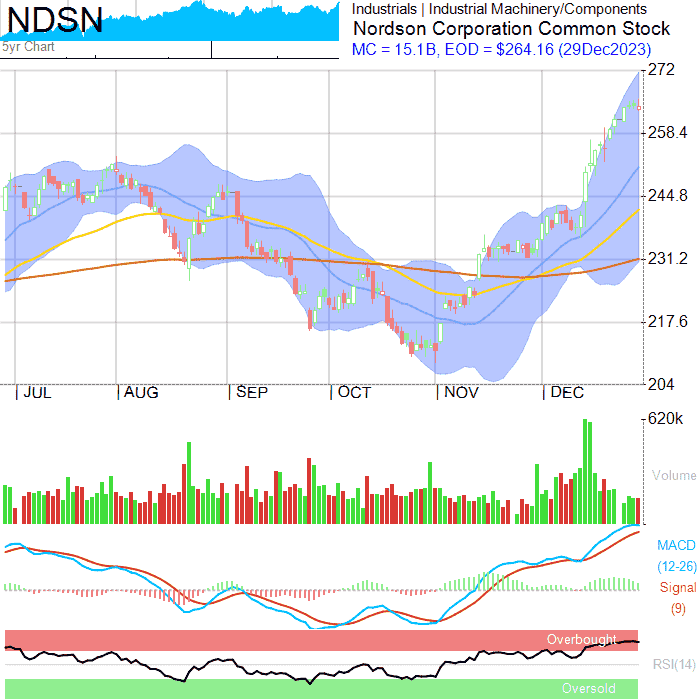 NDSN
5yr Chart
Industrials | Industrial Machinery/Components
Nordson Corporation Common Stock
MC = 15.1B, EOD = $264.16 (29Dec2023)
272
258.4
244.8
231.2
217.6
204
JUL AUG SEP OCT NOV DEC
620k
Volume
MACD
(12-26)
Signal
(9)
Overbought
RSI(14)
Oversold